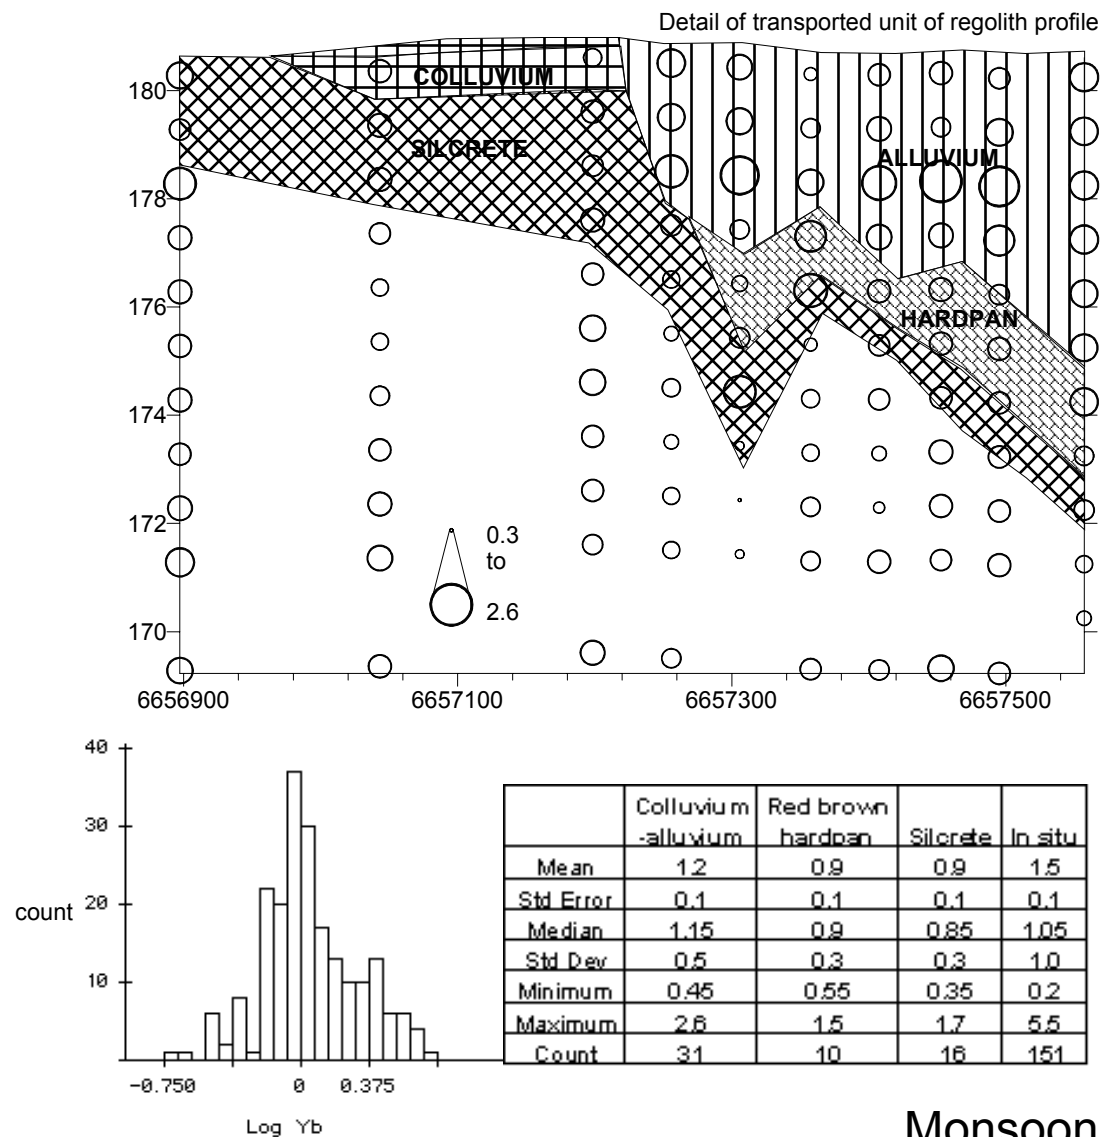 Detail of transported unit of regolith profile
180
178
176
174
172
170
COLLUVIUM
SILCRETE
ALLUVIUM
HARDPAN
0.3
to
2.6
6656900 6657100 6657300 6657500
40
30
20
10
count
-0.750 0 0.375
Log Yb
Colluvium -alluvium Red brown hardpan Silcrete In situ
Mean 1.2 0.9 0.9 1.5
Std Error 0.1 0.1 0.1 0.1
Median 1.15 0.9 0.85 1.05
Std Dev 0.5 0.3 0.3 1.0
Minimum 0.45 0.55 0.35 0.2
Maximum 2.6 1.5 1.7 5.5
Count 31 10 16 151
Monsoon